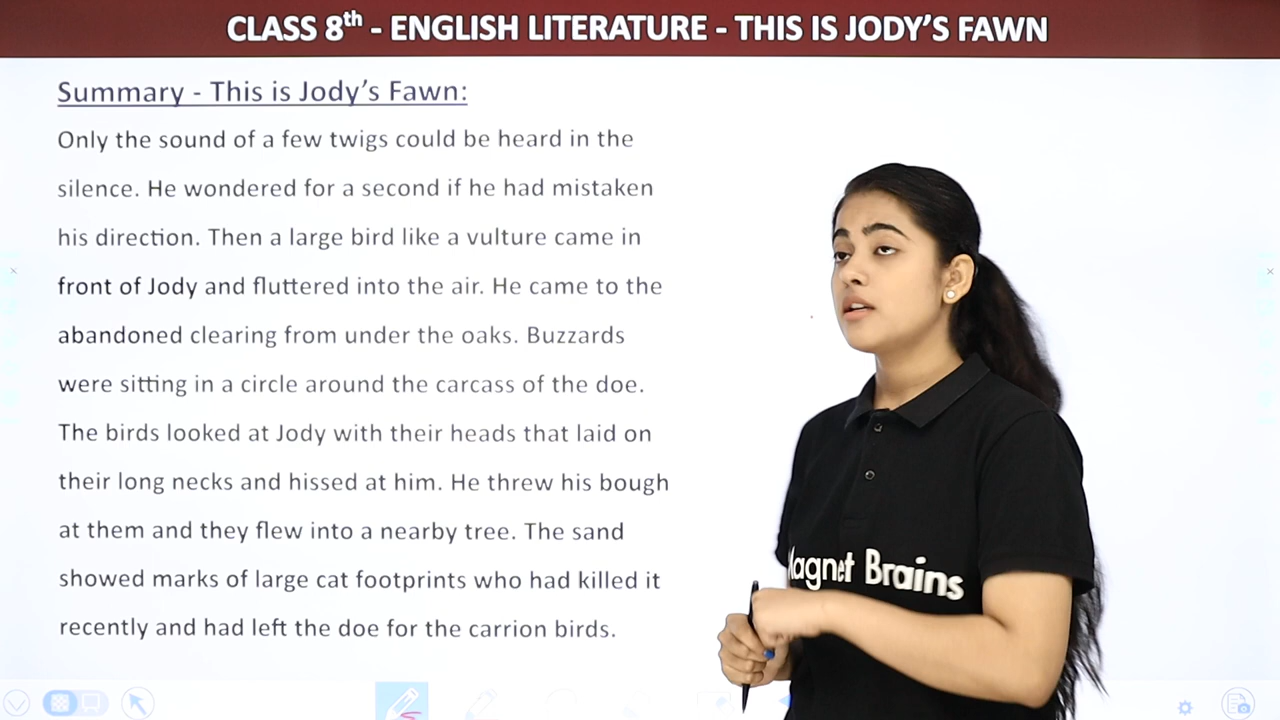 CLASS 8th - ENGLISH LITERATURE - THIS IS JODY'S FAWN
Summary - This is Jody's Fawn:
Only the sound of a few twigs could be heard in the
silence. He wondered for a second if he had mistaken
his direction. Then a large bird like a vulture came in
front of Jody and fluttered into the air. He came to the
abandoned clearing from under the oaks. Buzzards
were sitting in a circle around the carcass of the doe.
The birds looked at Jody with their heads that laid on
their long necks and hissed at him. He threw his bough
at them and they flew into a nearby tree. The sand
showed marks of large cat footprints who had killed it
recently and had left the doe for the carrion birds.
Magnet Brains